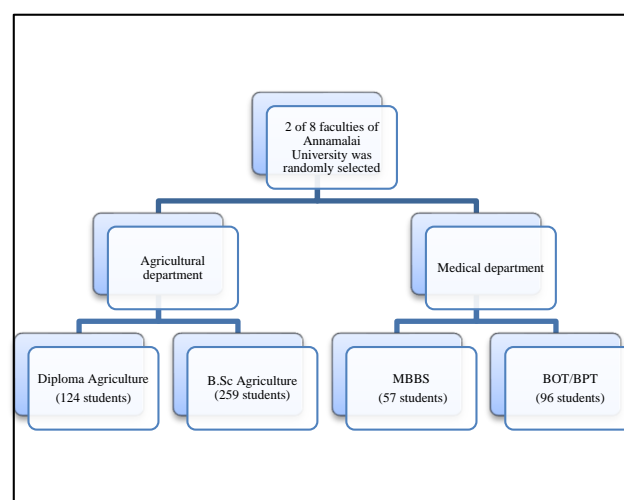 2 of 8 faculties of
Annamalai
University was
randomly selected
Agricultural
department
Medical department
Diploma Agriculture
(124 students)
B.Sc Agriculture
(259 students)
MBBS
(57 students)
BOT/BPT
(96 students)